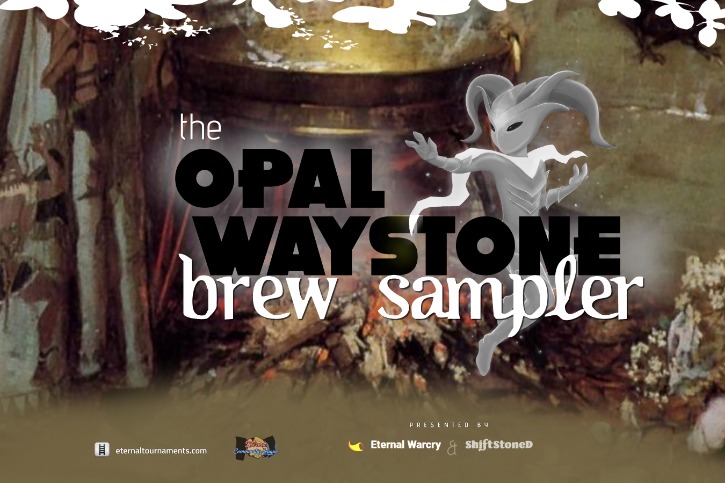 the
OPAL
WAYSTONE
brew sampler
PRESENTED BY
eternaltournaments.com
Eternal Warcry & ShiftStoneD